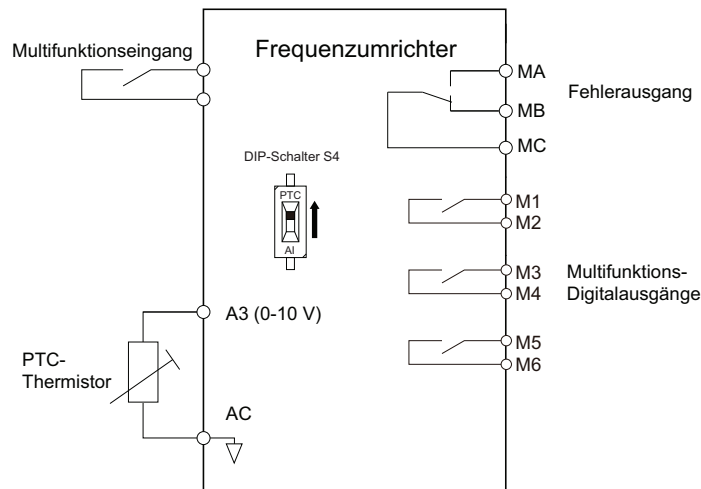 Frequenzumrichter
Multifunktionseingang
MA
MB
MC
Fehlerausgang
DIP-Schalter S4
PTC
AI
M1
M2
M3
M4
M5
M6
Multifunktions-
Digitalausgänge
A3 (0-10 V)
PTC-
Thermistor
AC